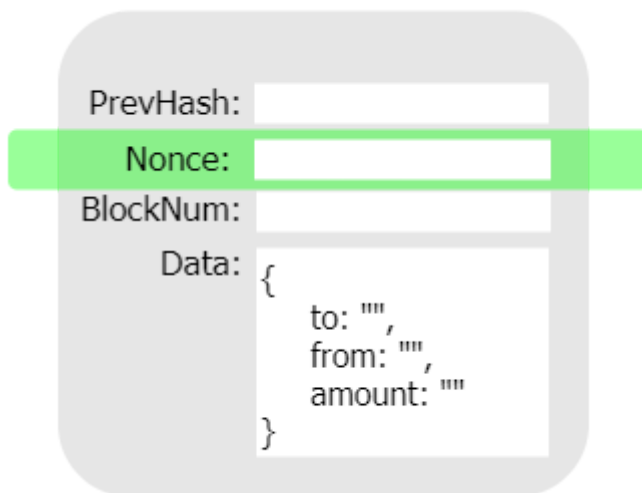 PrevHash:
Nonce:
BlockNum:
Data:
{
to: "",
from: "",
amount: ""
}